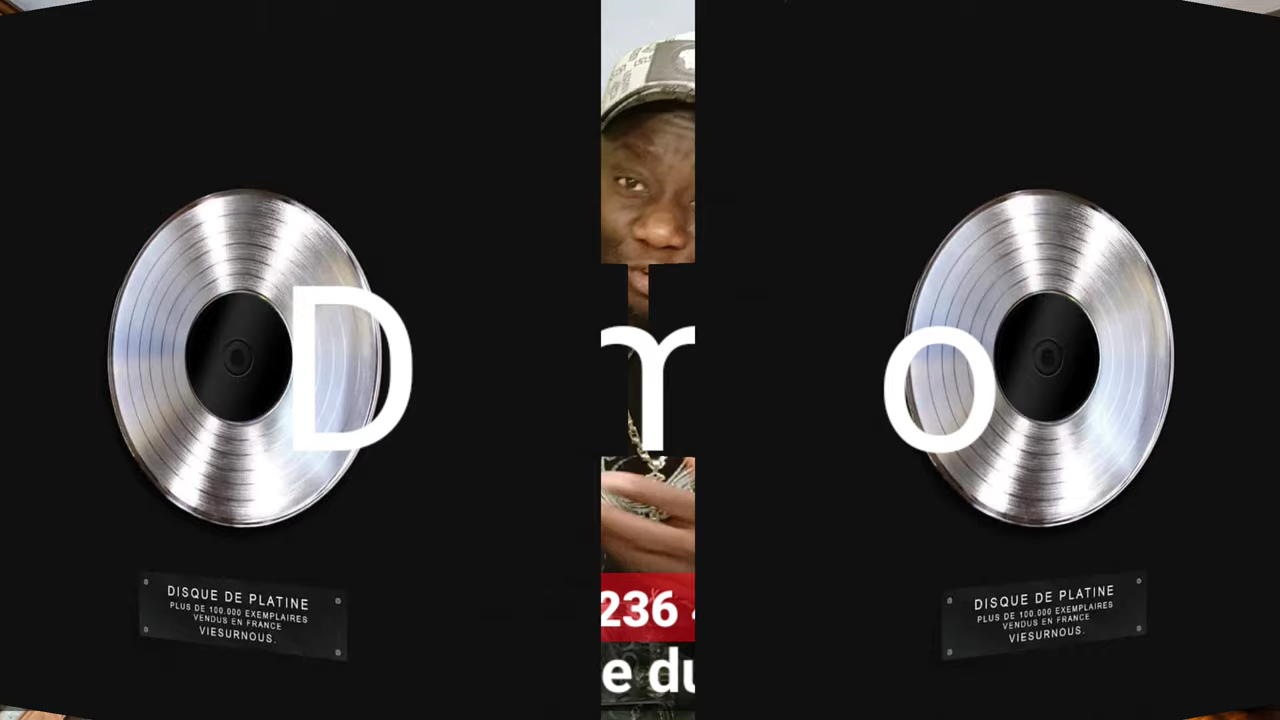 D m o
236
e du
DISQUE DE PLATINE
PLUS DE 100.000 EXEMPLAIRES
VENDUS EN FRANCE
VIESURNOUS.
DISQUE DE PLATINE
PLUS DE 100.000 EXEMPLAIRES
VENDUS EN FRANCE
VIESURNOUS.